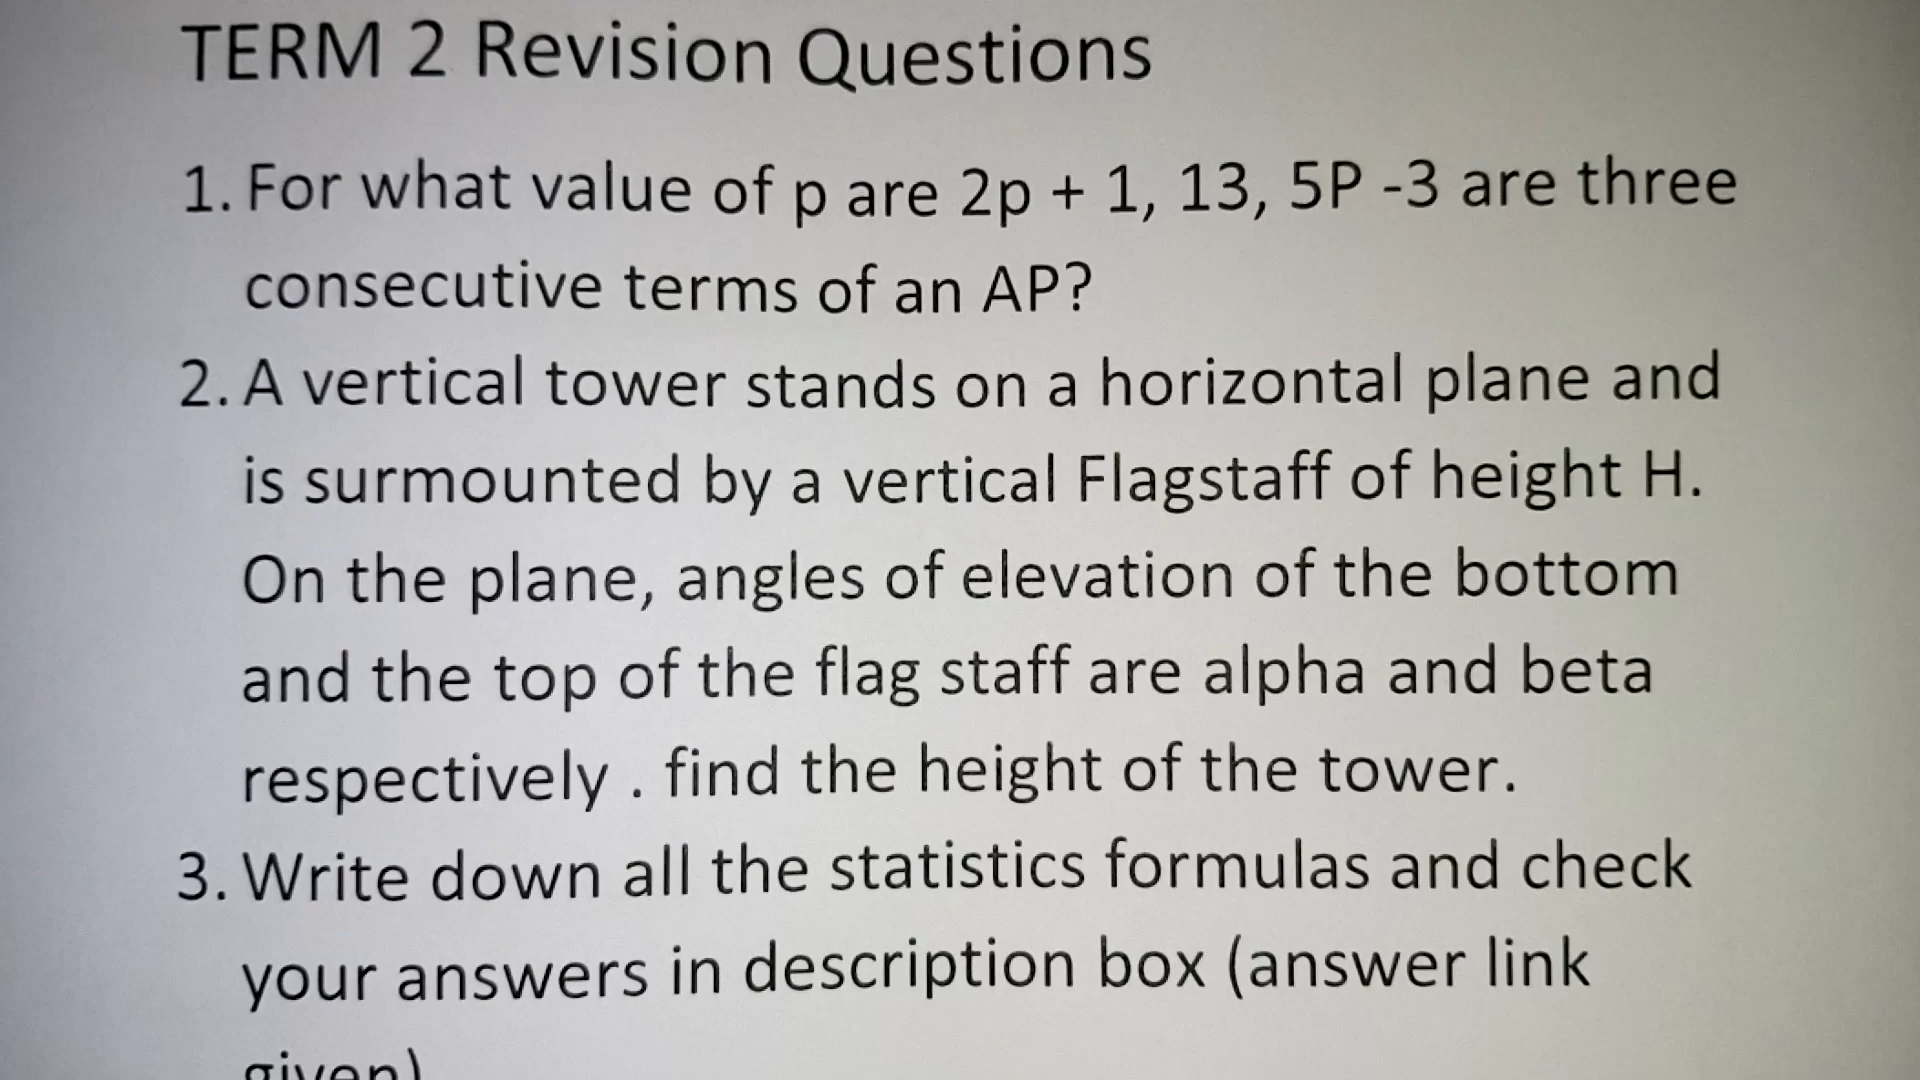 TERM 2 Revision Questions
1. For what value of p are 2p + 1, 13, 5P -3 are three
consecutive terms of an AP?
2. A vertical tower stands on a horizontal plane and
is surmounted by a vertical Flagstaff of height H.
On the plane, angles of elevation of the bottom
and the top of the flag staff are alpha and beta
respectively . find the height of the tower.
3. Write down all the statistics formulas and check
your answers in description box (answer link
given)